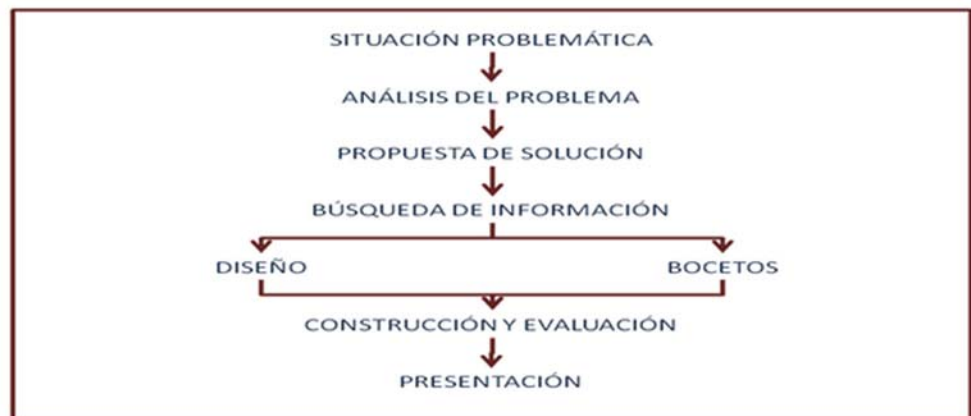 SITUACIÓN PROBLEMÁTICA
ANÁLISIS DEL PROBLEMA
PROPUESTA DE SOLUCIÓN
BÚSQUEDA DE INFORMACIÓN
DISEÑO
BOCETOS
CONSTRUCCIÓN Y EVALUACIÓN
PRESENTACIÓN